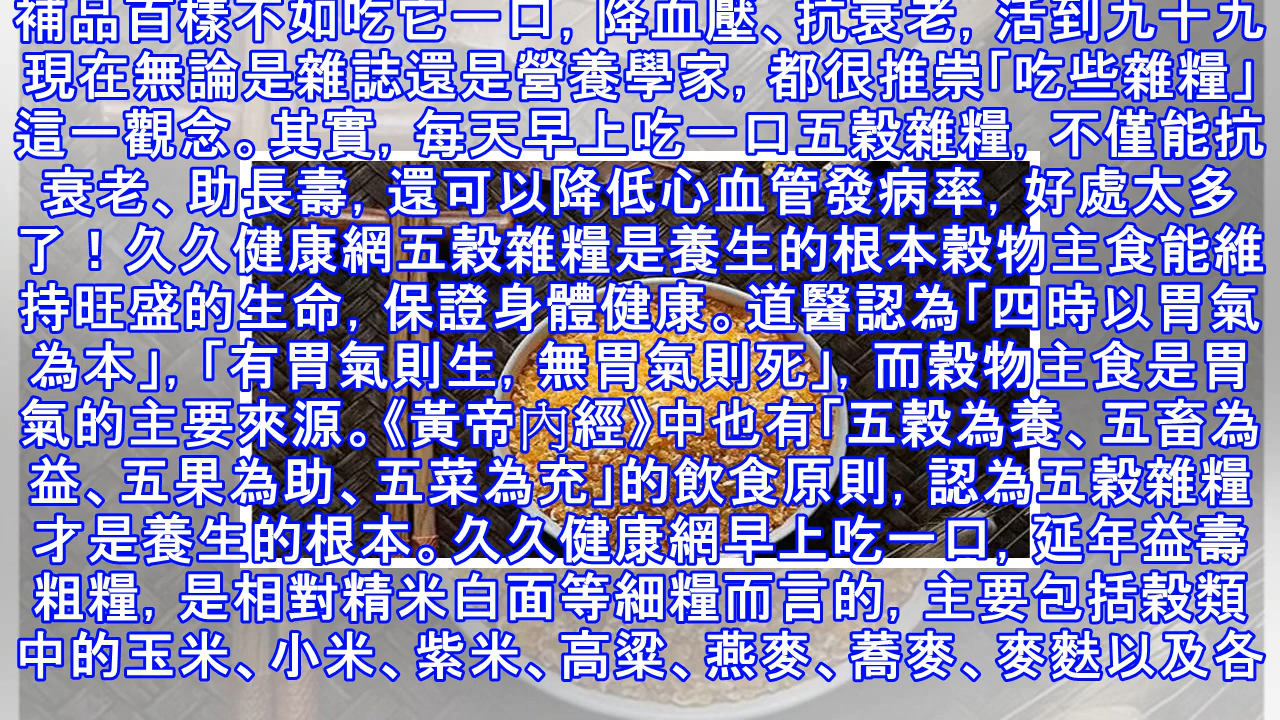 補品百樣不如吃它一口, 降血壓、抗衰老, 活到九十九
現在無論是雜誌還是營養學家, 都很推崇「吃些雜糧」
這一觀念。其實, 每天早上吃一口五穀雜糧, 不僅能抗
衰老、助長壽, 還可以降低心血管發病率, 好處太多
了！久久健康網五穀雜糧是養生的根本穀物主食能維
持旺盛的生命, 保證身體健康。道醫認為「四時以胃氣
為本」, 「有胃氣則生, 無胃氣則死」, 而穀物主食是胃
氣的主要來源。《黃帝內經》中也有「五穀為養、五畜為
益、五果為助、五菜為充」的飲食原則, 認為五穀雜糧
才是養生的根本。久久健康網早上吃一口, 延年益壽
粗糧, 是相對精米白面等細糧而言的, 主要包括穀類
中的玉米、小米、紫米、高粱、燕麥、蕎麥、麥麩以及各